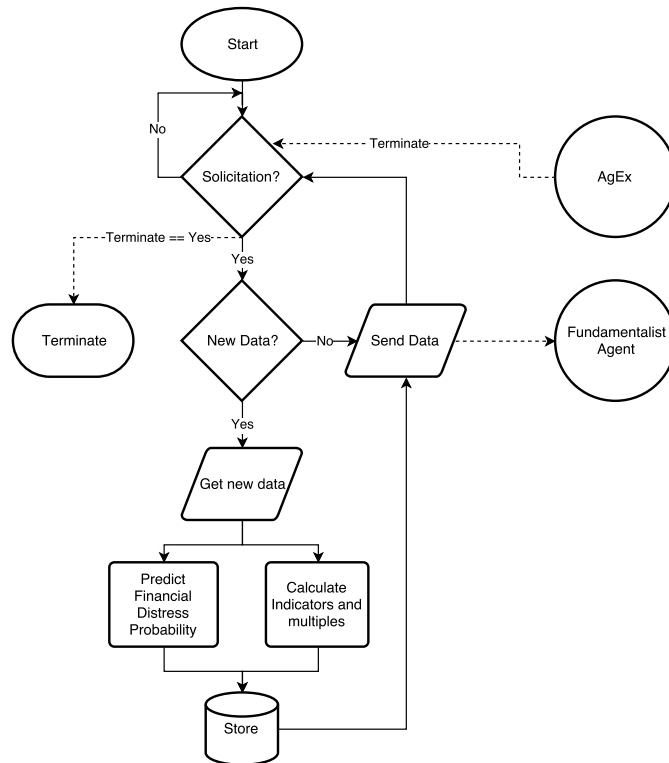 Start
No
Terminate
Solicitation?
AgEx
Terminate == Yes
Yes
Terminate
New Data?
No
Send Data
Fundamentalist
Agent
Yes
Get new data
Predict
Financial
Distress
Probability
Calculate
Indicators and
multiples
Store